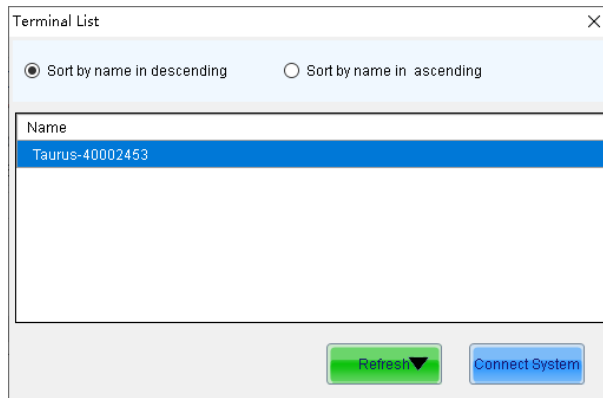 Terminal List
Sort by name in descending
Sort by name in ascending
Name
Taurus-40002453
Refresh
Connect System